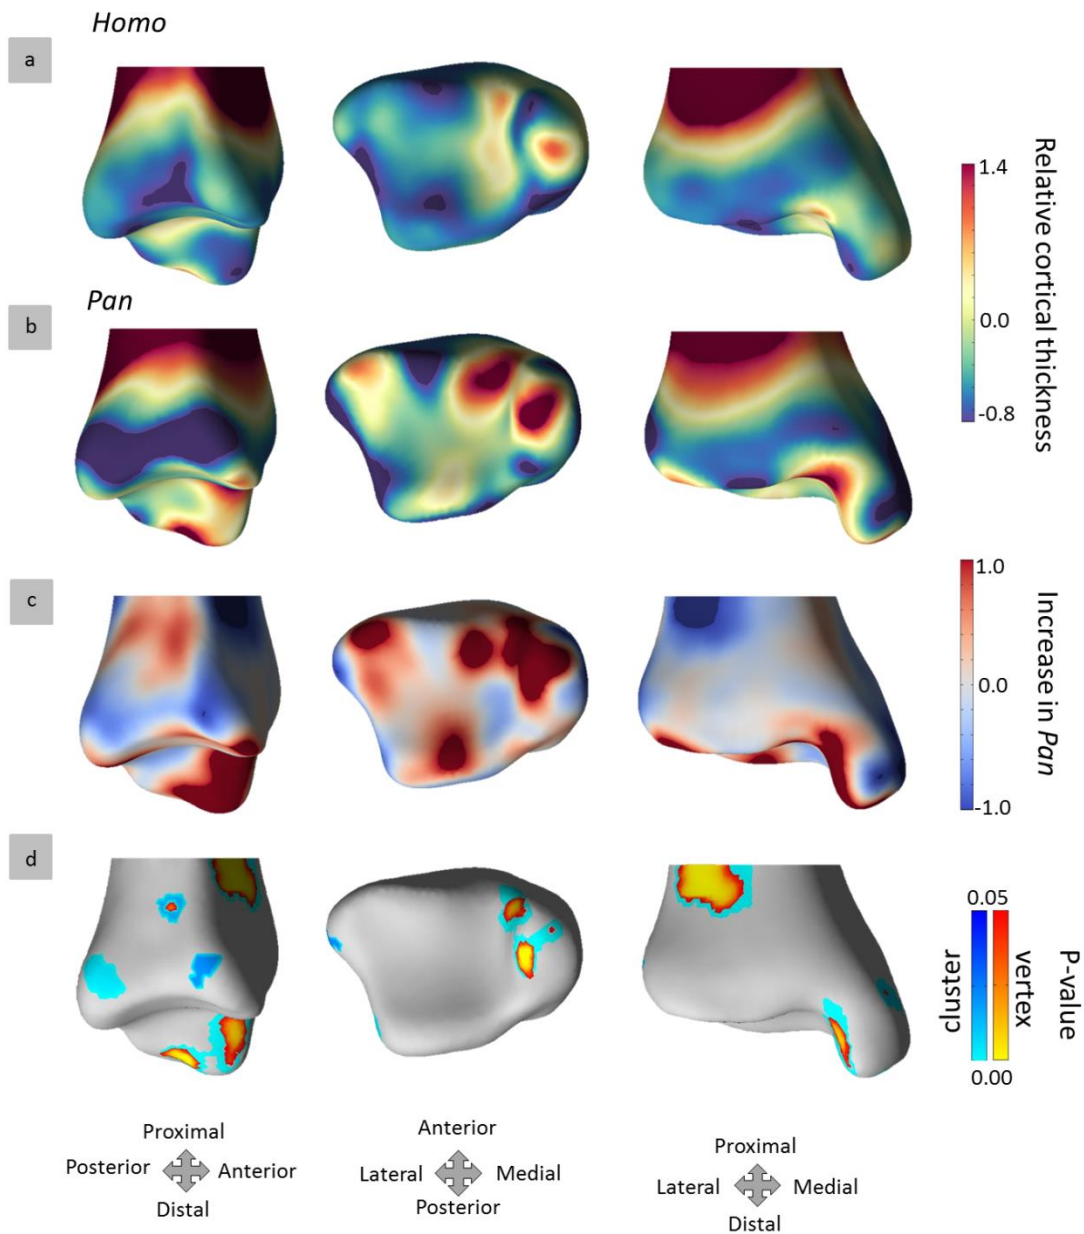 Homo
a
1.4
0.0
-0.8
Relative cortical thickness
Pan
b
c
1.0
0.0
-1.0
Increase in Pan
d
0.05
0.00
cluster
vertex
P-value
Proximal
Posterior
Anterior
Distal
Anterior
Lateral
Medial
Posterior
Proximal
Lateral
Medial
Distal